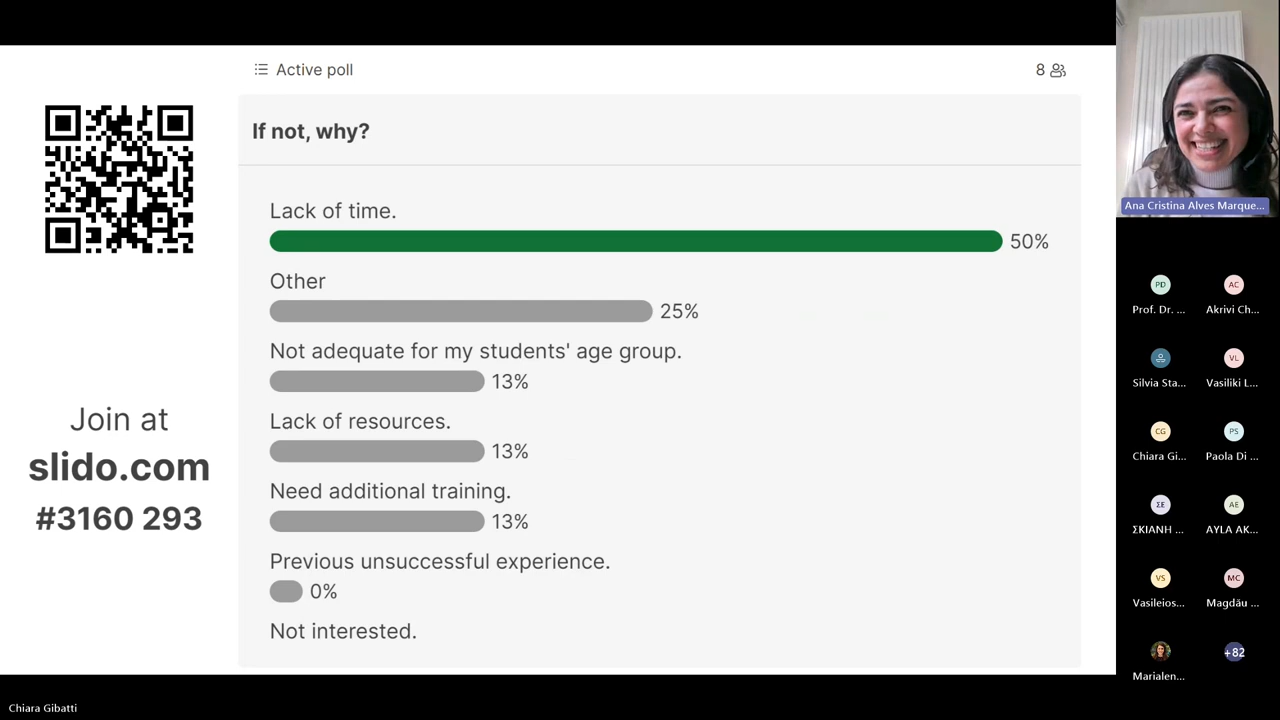 Active poll
8
If not, why?
Lack of time.
50%
Other
25%
Not adequate for my students' age group.
13%
Lack of resources.
13%
Need additional training.
13%
Previous unsuccessful experience.
0%
Not interested.
Join at
slido.com
#3160 293
Ana Cristina Alves Marque...
PD
AC
Prof. Dr. ...
Akrivi Ch...
VL
Silvia Sta...
Vasiliki L...
CG
PS
Chiara Gi...
Paola Di ...
ΣΕ
AE
ΣΚΙΑΝΗ ...
AYLA AK...
VS
MC
Vasileios...
Magdău ...
+82
Marialen...
Chiara Gibatti